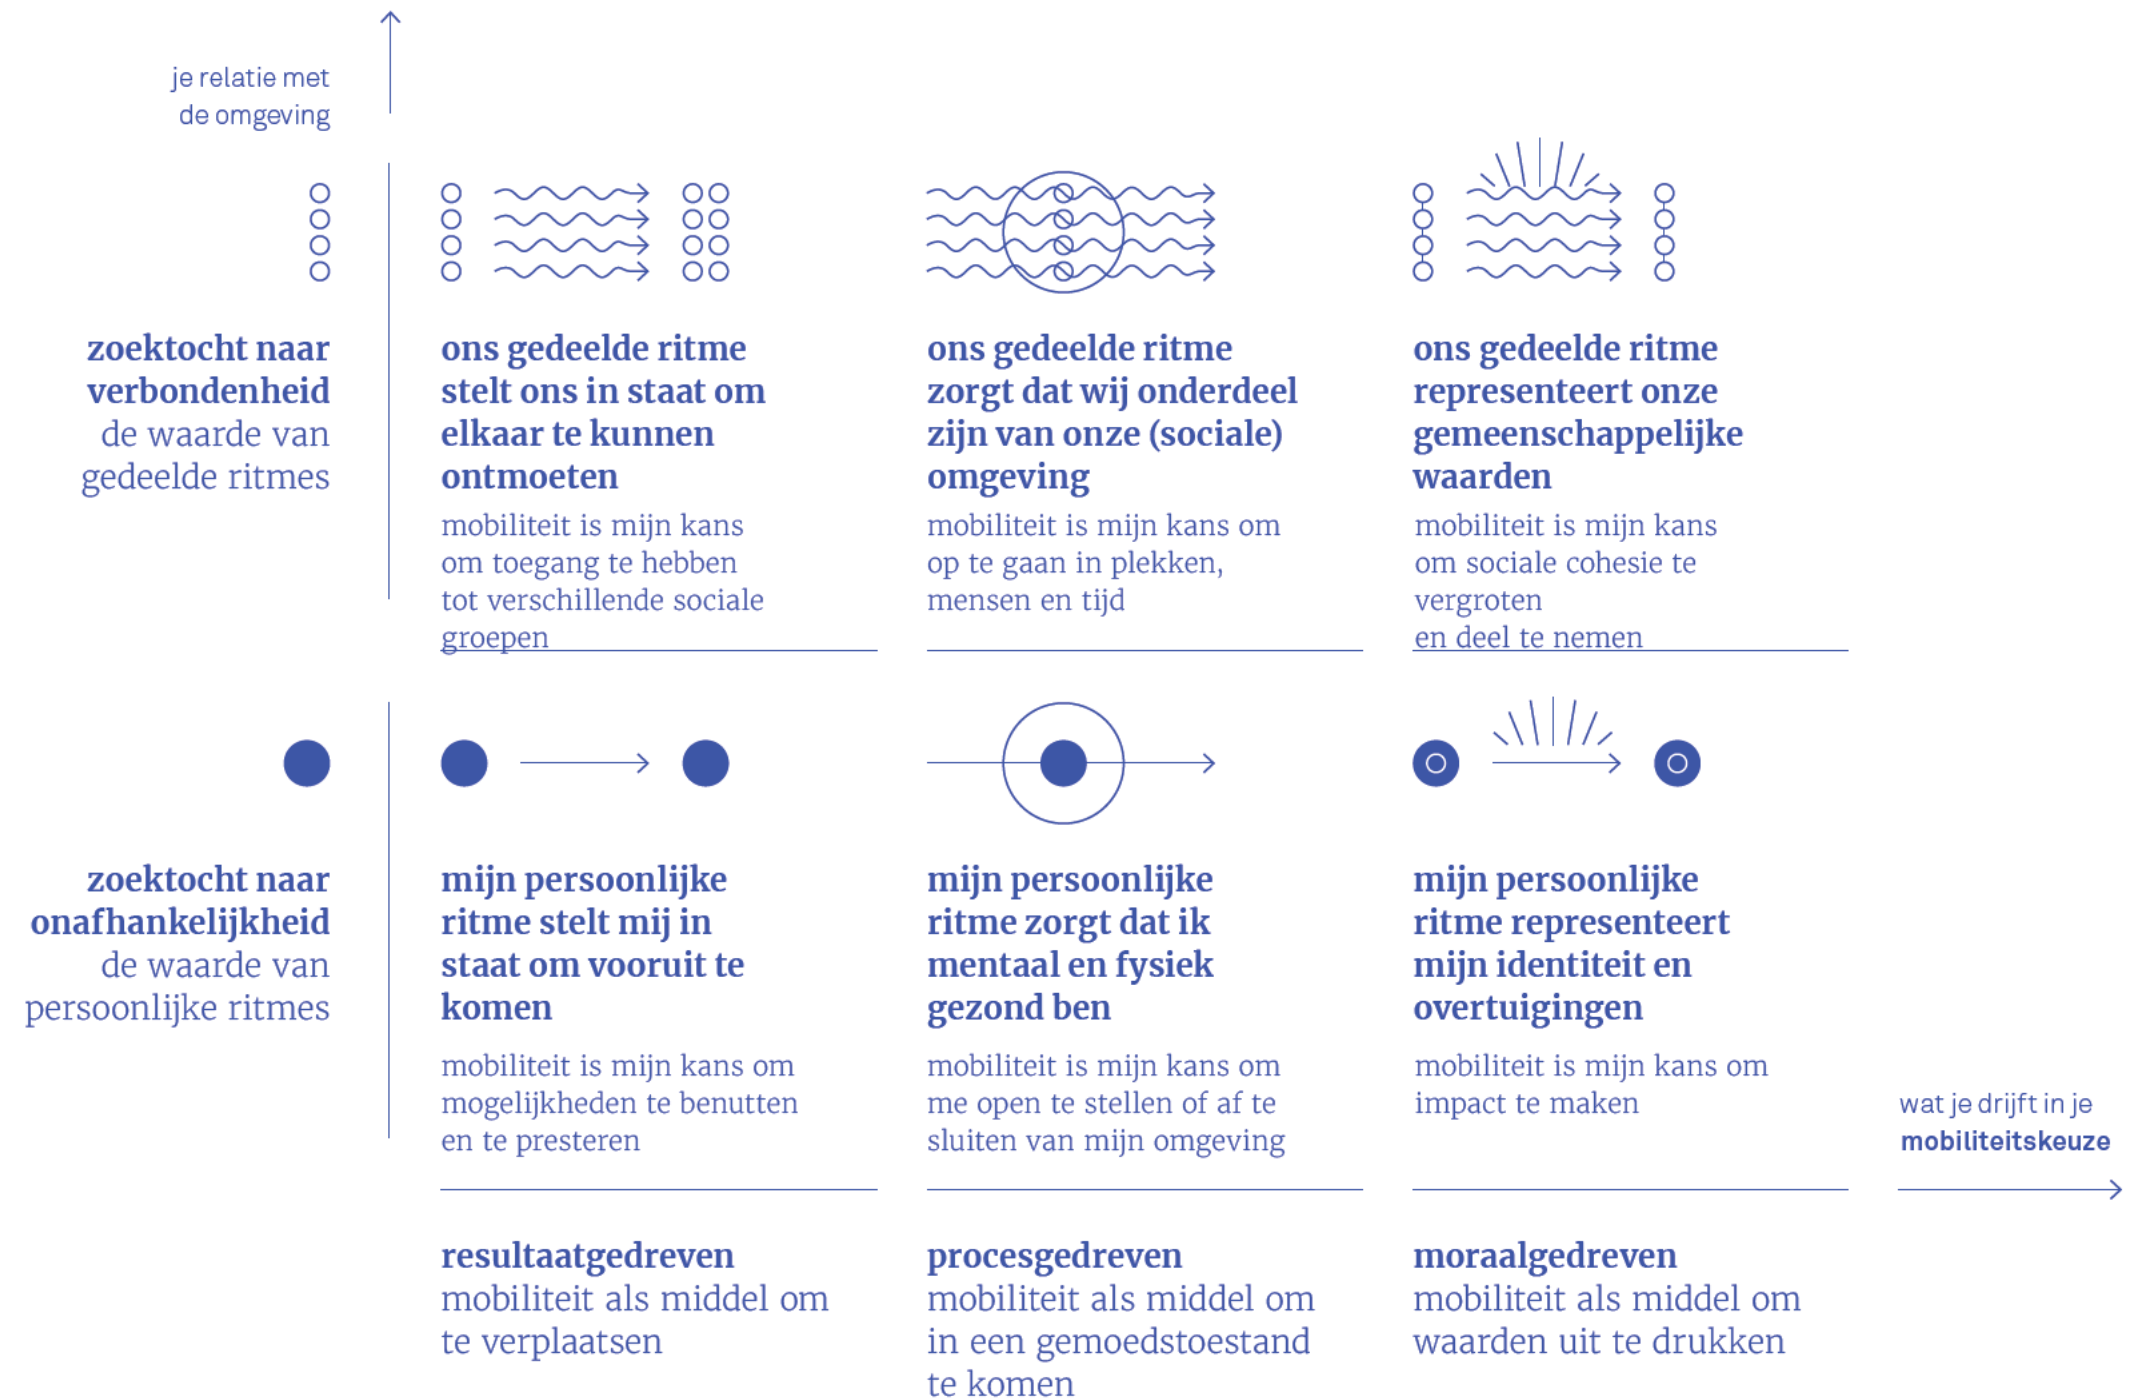 je relatie met
de omgeving
zoektocht naar
verbondenheid
de waarde van
gedeelde ritmes
ons gedeelde ritme
stelt ons in staat om
elkaar te kunnen
ontmoeten
mobiliteit is mijn kans
om toegang te hebben
tot verschillende sociale
groepen
ons gedeelde ritme
zorgt dat wij onderdeel
zijn van onze (sociale)
omgeving
mobiliteit is mijn kans om
op te gaan in plekken,
mensen en tijd
ons gedeelde ritme
representeert onze
gemeenschappelijke
waarden
mobiliteit is mijn kans
om sociale cohesie te
vergroten
en deel te nemen
zoektocht naar
onafhankelijkheid
de waarde van
persoonlijke ritmes
mijn persoonlijke
ritme stelt mij in
staat om vooruit te
komen
mobiliteit is mijn kans om
mogelijkheden te benutten
en te presteren
mijn persoonlijke
ritme zorgt dat ik
mentaal en fysiek
gezond ben
mobiliteit is mijn kans om
me open te stellen of af te
sluiten van mijn omgeving
mijn persoonlijke
ritme representeert
mijn identiteit en
overtuigingen
mobiliteit is mijn kans om
impact te maken
wat je drijft in je
mobiliteitskeuze
resultaatgedreven
mobiliteit als middel om
te verplaatsen
procesgedreven
mobiliteit als middel om
in een gemoedstoestand
te komen
moraalgedreven
mobiliteit als middel om
waarden uit te drukken